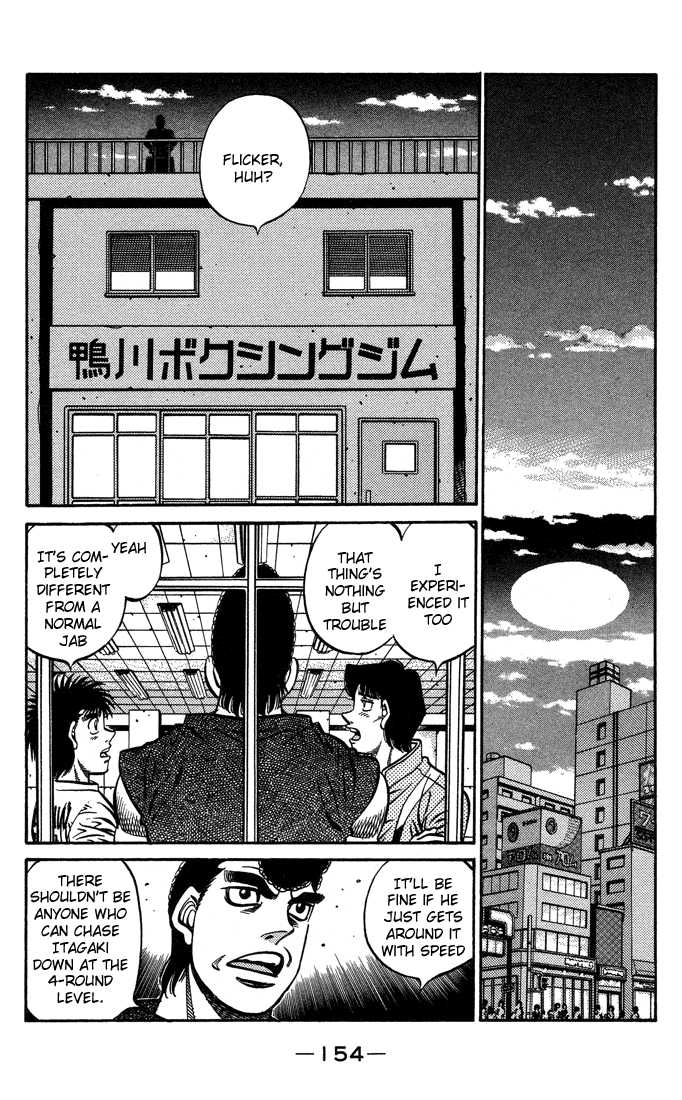 FLICKER,
HUH?
鴨川ボクシングジム
I
EXPERI-
ENCED IT
TOO
THAT
THING'S
NOTHING
BUT
TROUBLE
YEAH
IT'S COM-
PLETELY
DIFFERENT
FROM A
NORMAL
JAB
IT'LL BE
FINE IF HE
JUST GETS
AROUND
IT WITH SPEED
THERE
SHOULDN'T BE
ANYONE WHO
CAN CHASE
ITAGAKI
DOWN AT THE
4-ROUND
LEVEL.
—154—